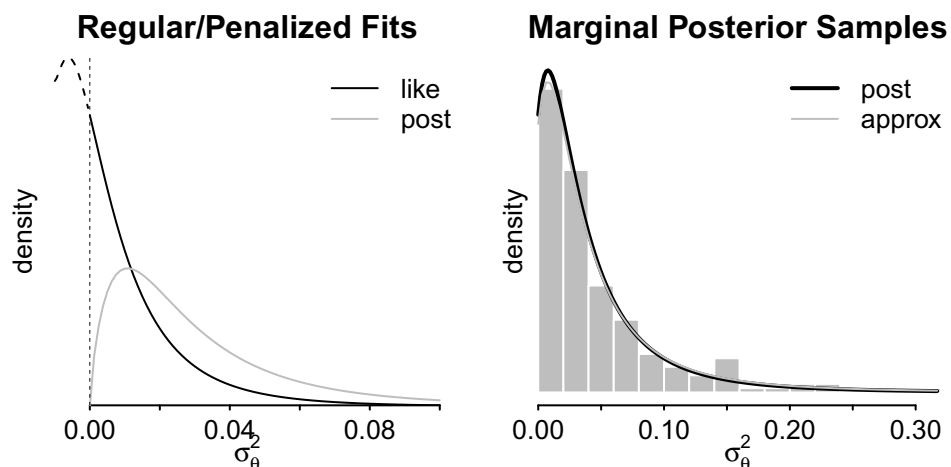 Regular/Penalized Fits
like
post
density
0.00 0.04 0.08
σ²θ
Marginal Posterior Samples
post
approx
density
0.00 0.10 0.20 0.30
σ²θ